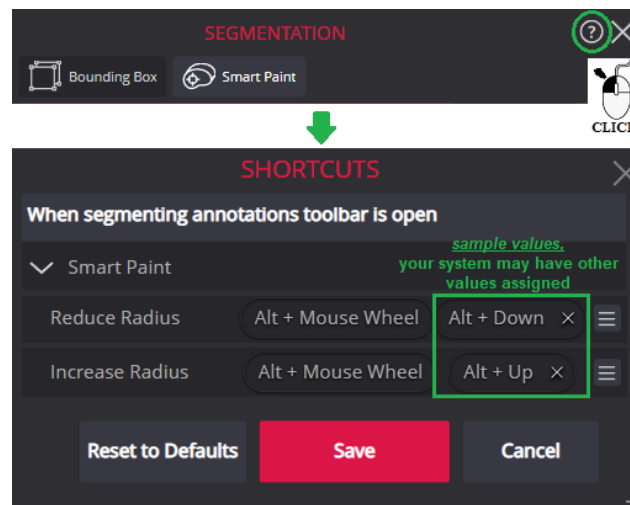 SEGMENTATION
?
Bounding Box
Smart Paint
CLICK
SHORTCUTS
When segmenting annotations toolbar is open
sample values,
your system may have other
values assigned
Smart Paint
Reduce Radius Alt + Mouse Wheel Alt + Down ×
Increase Radius Alt + Mouse Wheel Alt + Up ×
Reset to Defaults Save Cancel